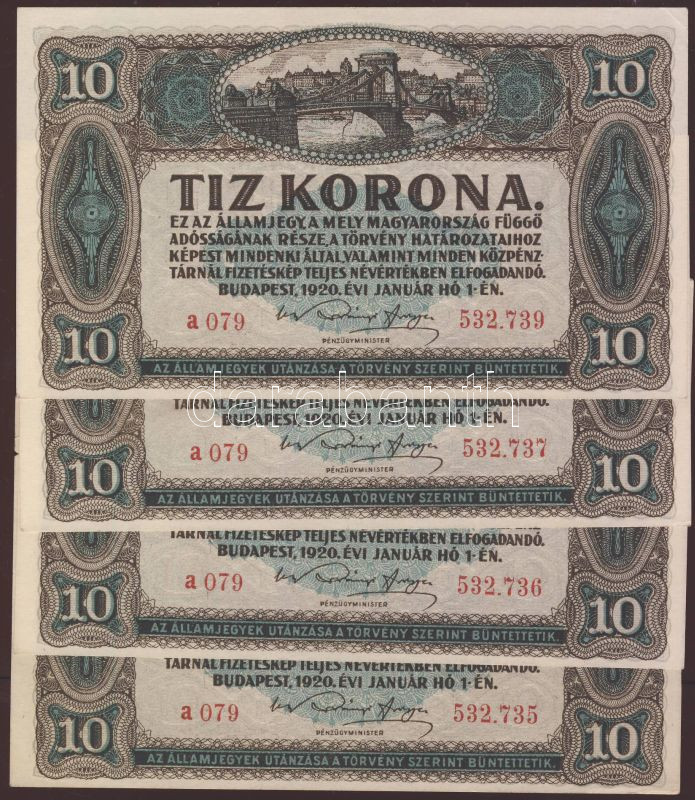 10 10
TIZ KORONA.
EZ AZ ÁLLAMJEGY, A MELY MAGYARORSZÁG FÜGGŐ
ADÓSSÁGÁNAK RÉSZE, A TÖRVÉNY HATÁROZATAIHOZ
KÉPEST MINDENKI ÁLTAL, VALAMINT MINDEN KÖZPÉNZ-
TÁRNÁL FIZETÉSKÉP TELJES NÉVÉRTÉKBEN ELFOGADANDÓ.
BUDAPEST, 1920. ÉVI JANUÁR HÓ 1-ÉN.
a 079 532.739
PÉNZÜGYMINISTER
10 10
AZ ÁLLAMJEGYEK UTÁNZÁSA A TÖRVÉNY SZERINT BÜNTETTETIK.
darabanth
TÁRNÁL FIZETÉSKÉP TELJES NÉVÉRTÉKBEN ELFOGADANDÓ.
BUDAPEST, 1920. ÉVI JANUÁR HÓ 1-ÉN.
a 079 532.737
PÉNZÜGYMINISTER
10 10
AZ ÁLLAMJEGYEK UTÁNZÁSA A TÖRVÉNY SZERINT BÜNTETTETIK.
TÁRNÁL FIZETÉSKÉP TELJES NÉVÉRTÉKBEN ELFOGADANDÓ.
BUDAPEST, 1920. ÉVI JANUÁR HÓ 1-ÉN.
a 079 532.736
PÉNZÜGYMINISTER
10 10
AZ ÁLLAMJEGYEK UTÁNZÁSA A TÖRVÉNY SZERINT BÜNTETTETIK.
TÁRNÁL FIZETÉSKÉP TELJES NÉVÉRTÉKBEN ELFOGADANDÓ.
BUDAPEST, 1920. ÉVI JANUÁR HÓ 1-ÉN.
a 079 532.735
PÉNZÜGYMINISTER
10 10
AZ ÁLLAMJEGYEK UTÁNZÁSA A TÖRVÉNY SZERINT BÜNTETTETIK.